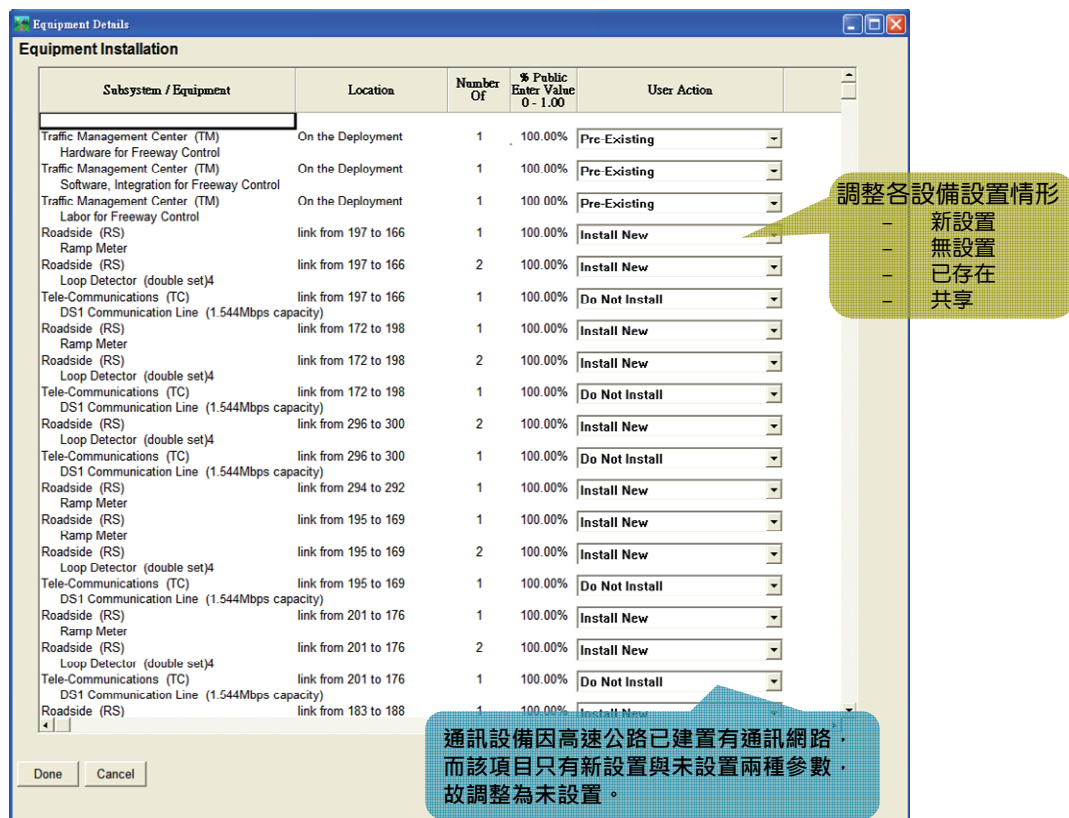 Equipment Details
Equipment Installation
Subsystem / Equipment Location Number Of % Public Enter Value 0 - 1.00 User Action
Traffic Management Center (TM) On the Deployment 1 100.00% Pre-Existing
Hardware for Freeway Control
Traffic Management Center (TM) On the Deployment 1 100.00% Pre-Existing
Software, Integration for Freeway Control
Traffic Management Center (TM) On the Deployment 1 100.00% Pre-Existing
Labor for Freeway Control
Roadside (RS) link from 197 to 166 1 100.00% Install New
Ramp Meter
Roadside (RS) link from 197 to 166 2 100.00% Install New
Loop Detector (double set)4
Tele-Communications (TC) link from 197 to 166 1 100.00% Do Not Install
DS1 Communication Line (1.544Mbps capacity)
Roadside (RS) link from 172 to 198 1 100.00% Install New
Ramp Meter
Roadside (RS) link from 172 to 198 2 100.00% Install New
Loop Detector (double set)4
Tele-Communications (TC) link from 172 to 198 1 100.00% Do Not Install
DS1 Communication Line (1.544Mbps capacity)
Roadside (RS) link from 296 to 300 2 100.00% Install New
Loop Detector (double set)4
Tele-Communications (TC) link from 296 to 300 1 100.00% Do Not Install
DS1 Communication Line (1.544Mbps capacity)
Roadside (RS) link from 294 to 292 1 100.00% Install New
Ramp Meter
Roadside (RS) link from 195 to 169 1 100.00% Install New
Ramp Meter
Roadside (RS) link from 195 to 169 2 100.00% Install New
Loop Detector (double set)4
Tele-Communications (TC) link from 195 to 169 1 100.00% Do Not Install
DS1 Communication Line (1.544Mbps capacity)
Roadside (RS) link from 201 to 176 1 100.00% Install New
Ramp Meter
Roadside (RS) link from 201 to 176 2 100.00% Install New
Loop Detector (double set)4
Tele-Communications (TC) link from 201 to 176 1 100.00% Do Not Install
DS1 Communication Line (1.544Mbps capacity)
Roadside (RS) link from 183 to 188 1 100.00% Install New
Done Cancel
調整各設備設置情形
– 新設置
– 無設置
– 已存在
– 共享
通訊設備因高速公路已建置有通訊網路，
而該項目只有新設置與未設置兩種參數，
故調整為未設置。